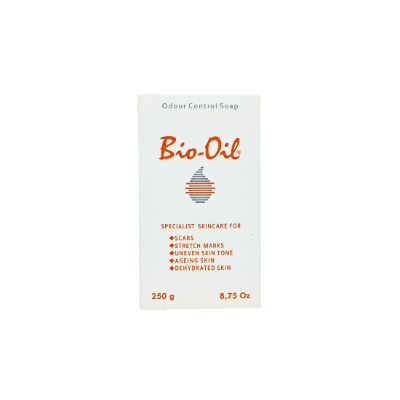 Odour Control Soap
Bio-Oil®
SPECIALIST SKINCARE FOR
◆SCARS
◆STRETCH MARKS
◆UNEVEN SKIN TONE
◆AGEING SKIN
◆DEHYDRATED SKIN
250 g 8,75 Oz